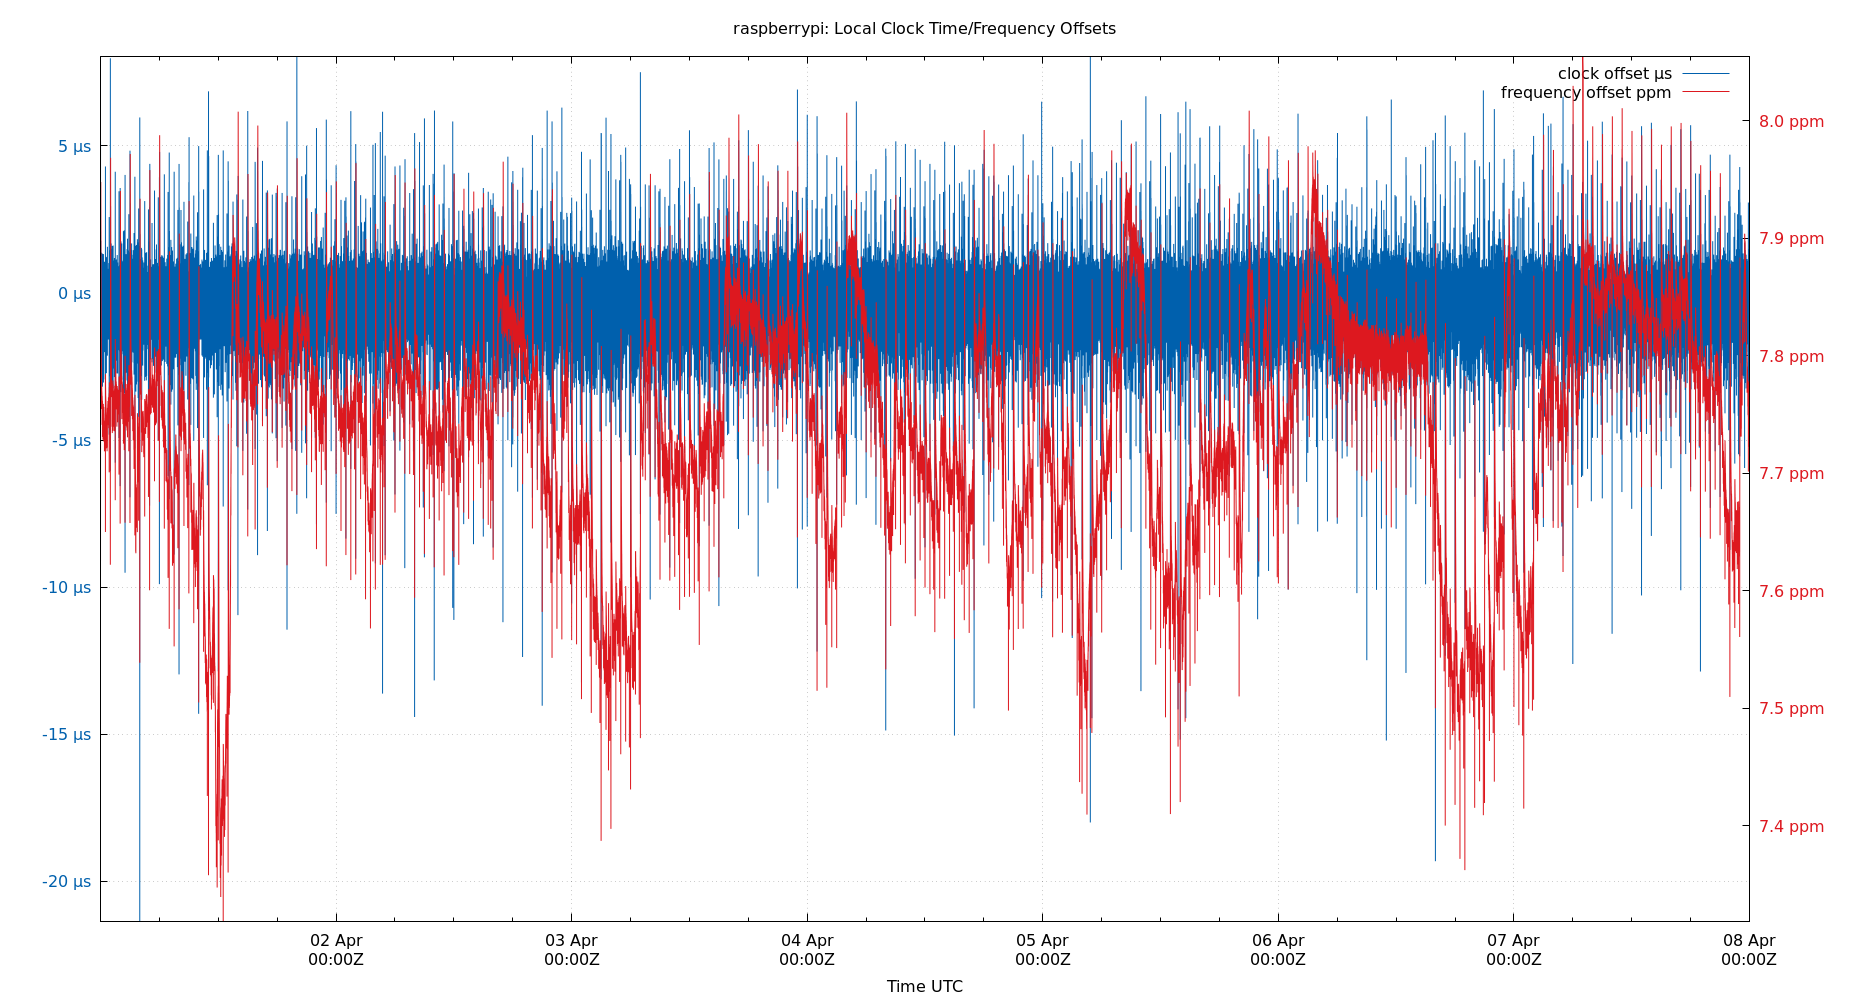 raspberrypi: Local Clock Time/Frequency Offsets
clock offset µs
frequency offset ppm
5 µs
0 µs
-5 µs
-10 µs
-15 µs
-20 µs
8.0 ppm
7.9 ppm
7.8 ppm
7.7 ppm
7.6 ppm
7.5 ppm
7.4 ppm
02 Apr
00:00Z
03 Apr
00:00Z
04 Apr
00:00Z
05 Apr
00:00Z
06 Apr
00:00Z
07 Apr
00:00Z
08 Apr
00:00Z
Time UTC